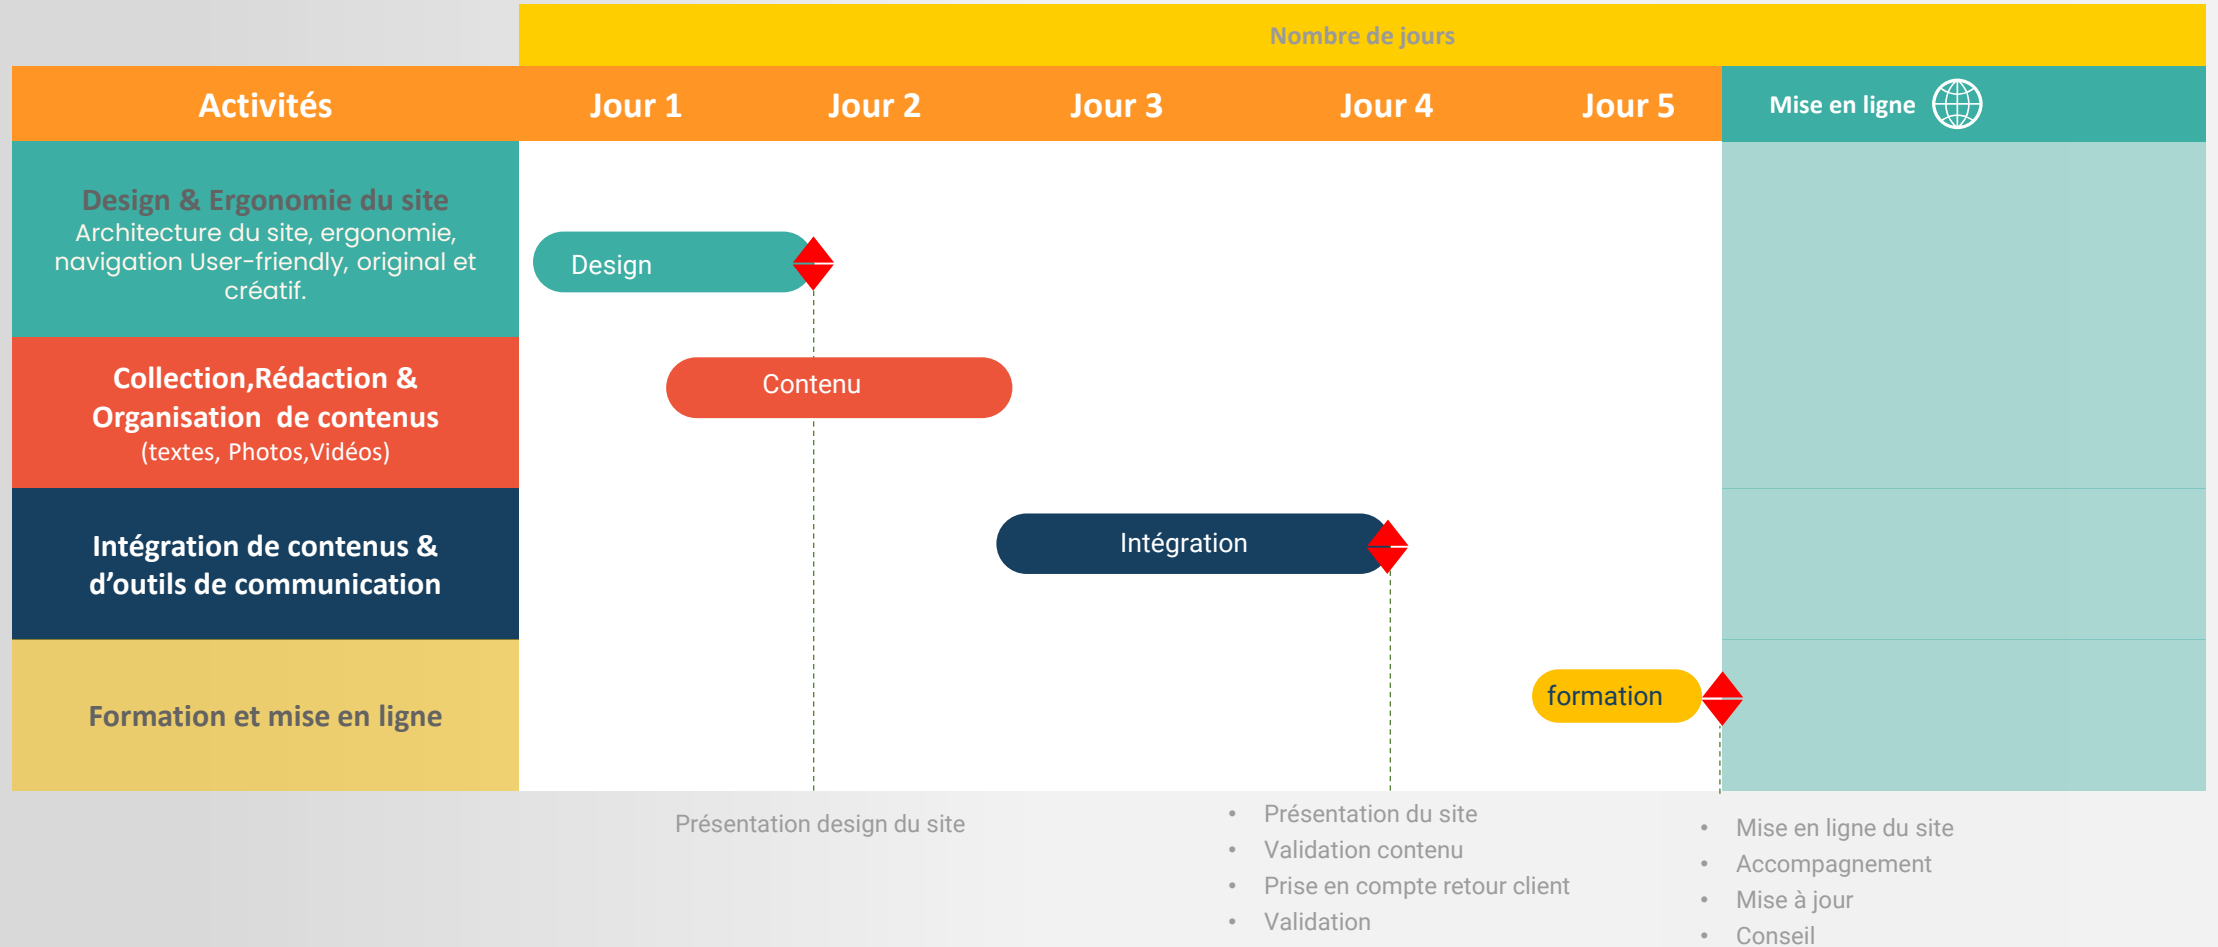 Nombre de jours
Activités
Jour 1
Jour 2
Jour 3
Jour 4
Jour 5
Mise en ligne
Design & Ergonomie du site
Architecture du site, ergonomie,
navigation User-friendly, original et
créatif.
Design
Collection,Rédaction &
Organisation de contenus
(textes, Photos,Vidéos)
Contenu
Intégration de contenus &
d’outils de communication
Intégration
Formation et mise en ligne
formation
Présentation design du site
• Présentation du site
• Validation contenu
• Prise en compte retour client
• Validation
• Mise en ligne du site
• Accompagnement
• Mise à jour
• Conseil